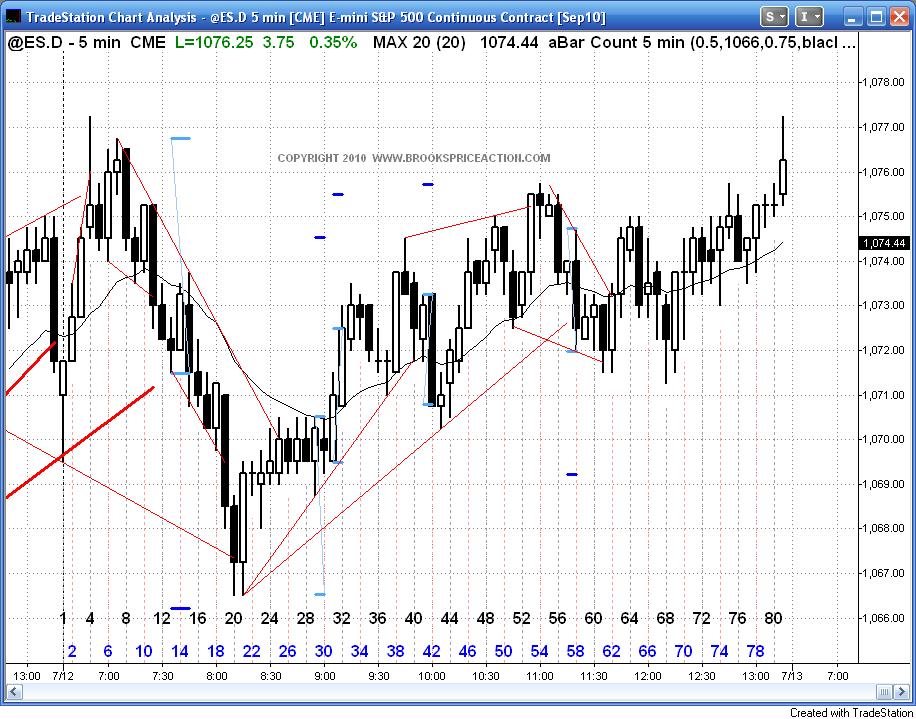 TradeStation Chart Analysis - @ES.D 5 min [CME] E-mini S&P 500 Continuous Contract [Sep10]
S I
@ES.D - 5 min CME L=1076.25 3.75 0.35% MAX 20 (20) 1074.44 aBar Count 5 min (0.5,1066,0.75,blacl ...
1,078.00
1,077.00
COPYRIGHT 2010 WWW.BROOKSPRICEACTION.COM
1,076.00
1,075.00
1,074.44
1,074.00
1,073.00
1,072.00
1,071.00
1,070.00
1,069.00
1,068.00
1,067.00
1,066.00
1 4 8 12 16 20 24 28 32 36 40 44 48 52 56 60 64 68 72 76 80
2 6 10 14 18 22 26 30 34 38 42 46 50 54 58 62 66 70 74 78
13:00 7/12 7:00 7:30 8:00 8:30 9:00 9:30 10:00 10:30 11:00 11:30 12:00 12:30 13:00 7/13 7:00
Created with TradeStation